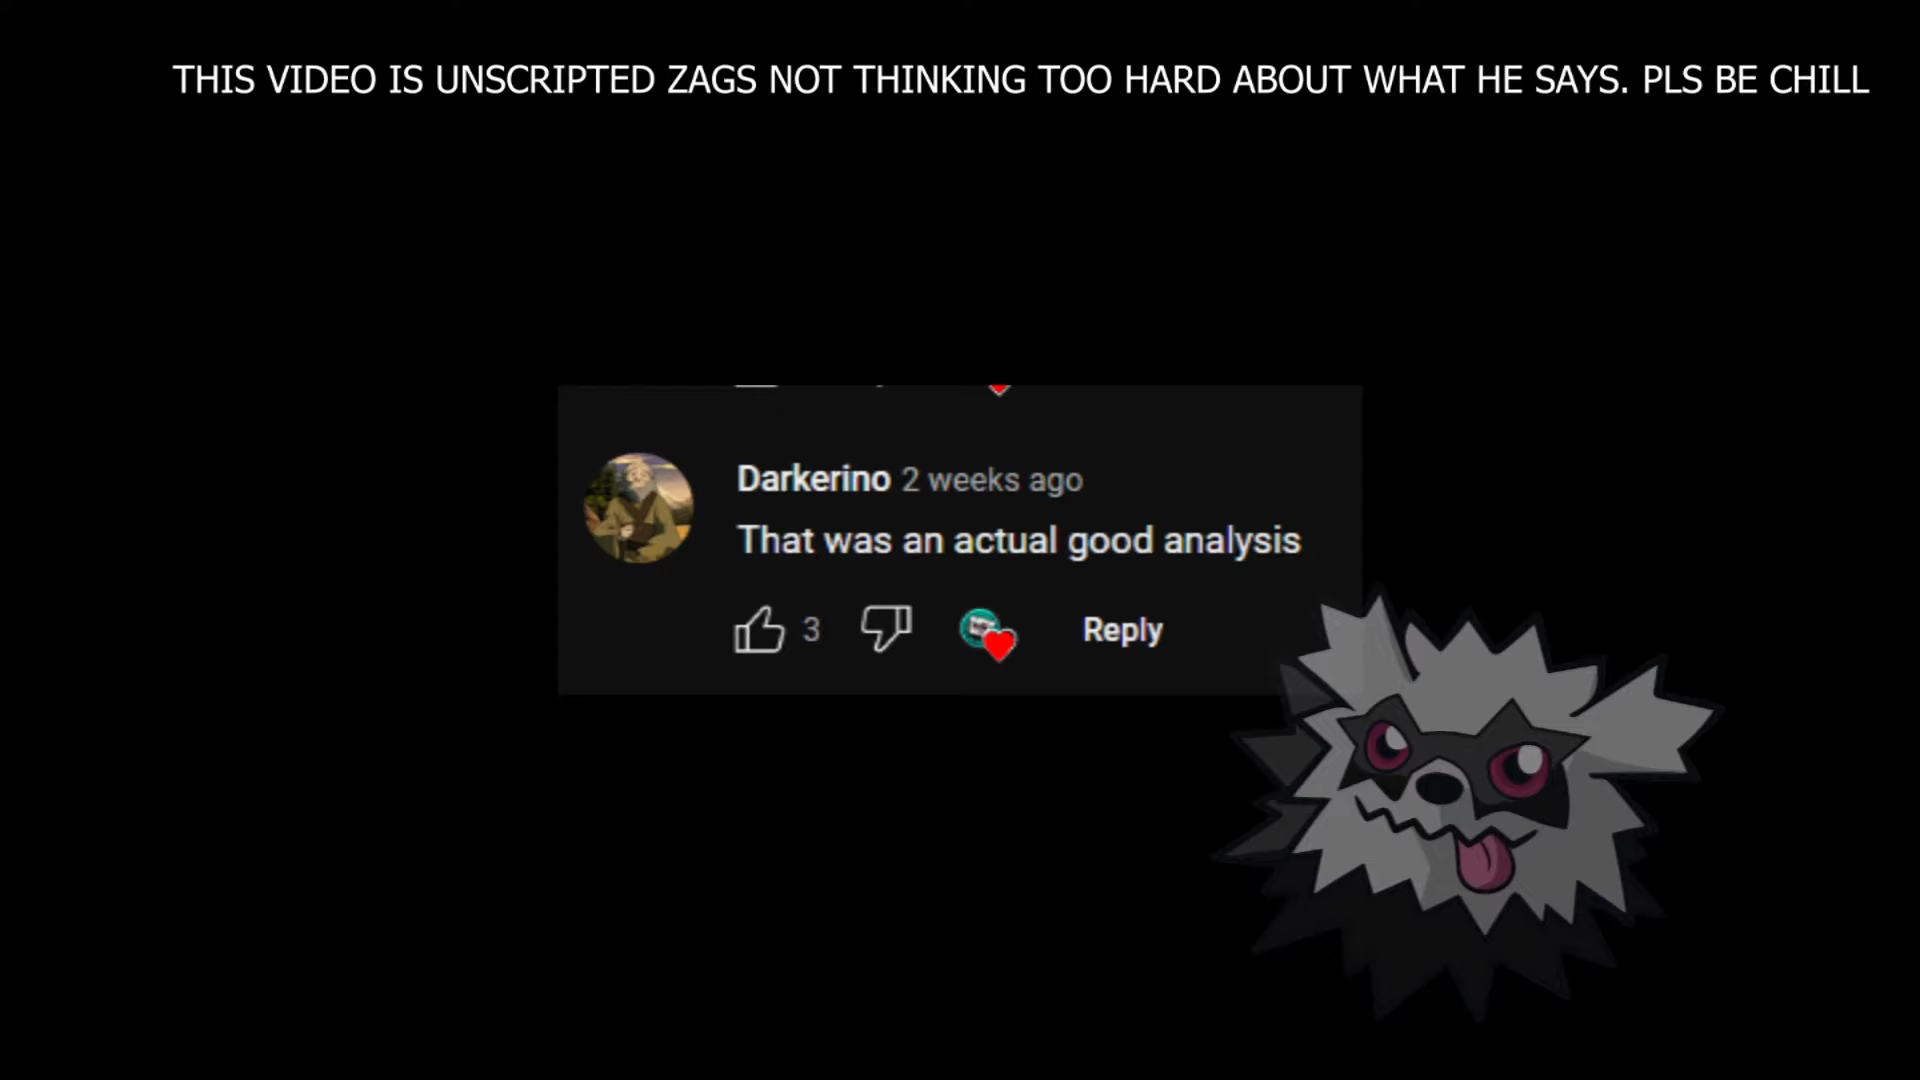 THIS VIDEO IS UNSCRIPTED ZAGS NOT THINKING TOO HARD ABOUT WHAT HE SAYS. PLS BE CHILL
Darkerino 2 weeks ago
That was an actual good analysis
3 Reply